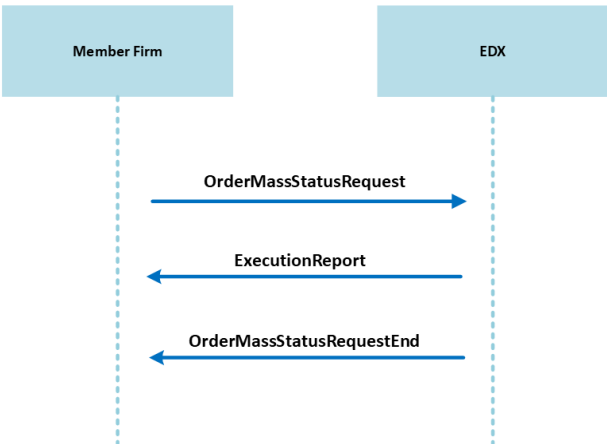 Member Firm
EDX
OrderMassStatusRequest
ExecutionReport
OrderMassStatusRequestEnd